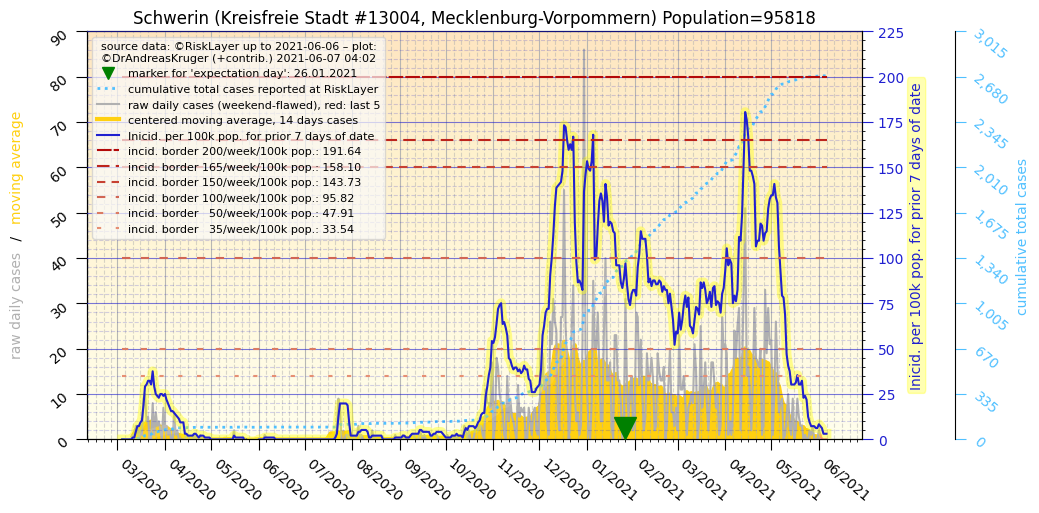 Schwerin (Kreisfreie Stadt #13004, Mecklenburg-Vorpommern) Population=95818
source data: ©RiskLayer up to 2021-06-06 – plot:
©DrAndreasKruger (+contrib.) 2021-06-07 04:02
marker for 'expectation day': 26.01.2021
cumulative total cases reported at RiskLayer
raw daily cases (weekend-flawed), red: last 5
centered moving average, 14 days cases
Inicid. per 100k pop. for prior 7 days of date
incid. border 200/week/100k pop.: 191.64
incid. border 165/week/100k pop.: 158.10
incid. border 150/week/100k pop.: 143.73
incid. border 100/week/100k pop.: 95.82
incid. border 50/week/100k pop.: 47.91
incid. border 35/week/100k pop.: 33.54
raw daily cases / moving average
90
80
70
60
50
40
30
20
10
0
225
200
175
150
125
100
75
50
25
0
Inicid. per 100k pop. for prior 7 days of date
3,015
2,680
2,345
2,010
1,675
1,340
1,005
670
335
0
cumulative total cases
03/2020
04/2020
05/2020
06/2020
07/2020
08/2020
09/2020
10/2020
11/2020
12/2020
01/2021
02/2021
03/2021
04/2021
05/2021
06/2021